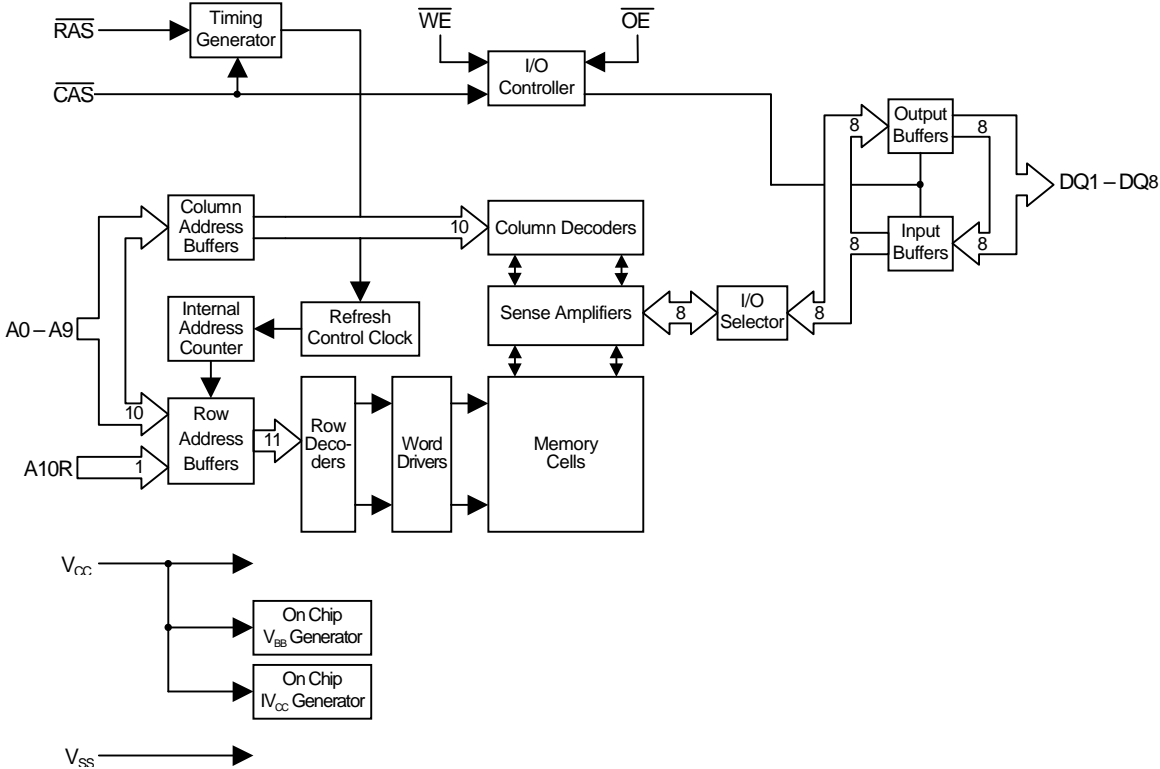 RAS
Timing
Generator
WE
OE
CAS
I/O
Controller
Output
Buffers
8
8
DQ1 – DQ8
Column
Address
Buffers
10
Column Decoders
Input
Buffers
8
8
Internal
Address
Counter
Refresh
Control Clock
Sense Amplifiers
8
I/O
Selector
8
A0 – A9
10
Row
Address
Buffers
11
Row
Deco-
ders
Word
Drivers
Memory
Cells
A10R
1
VCC
On Chip
VBB Generator
On Chip
IVCC Generator
VSS